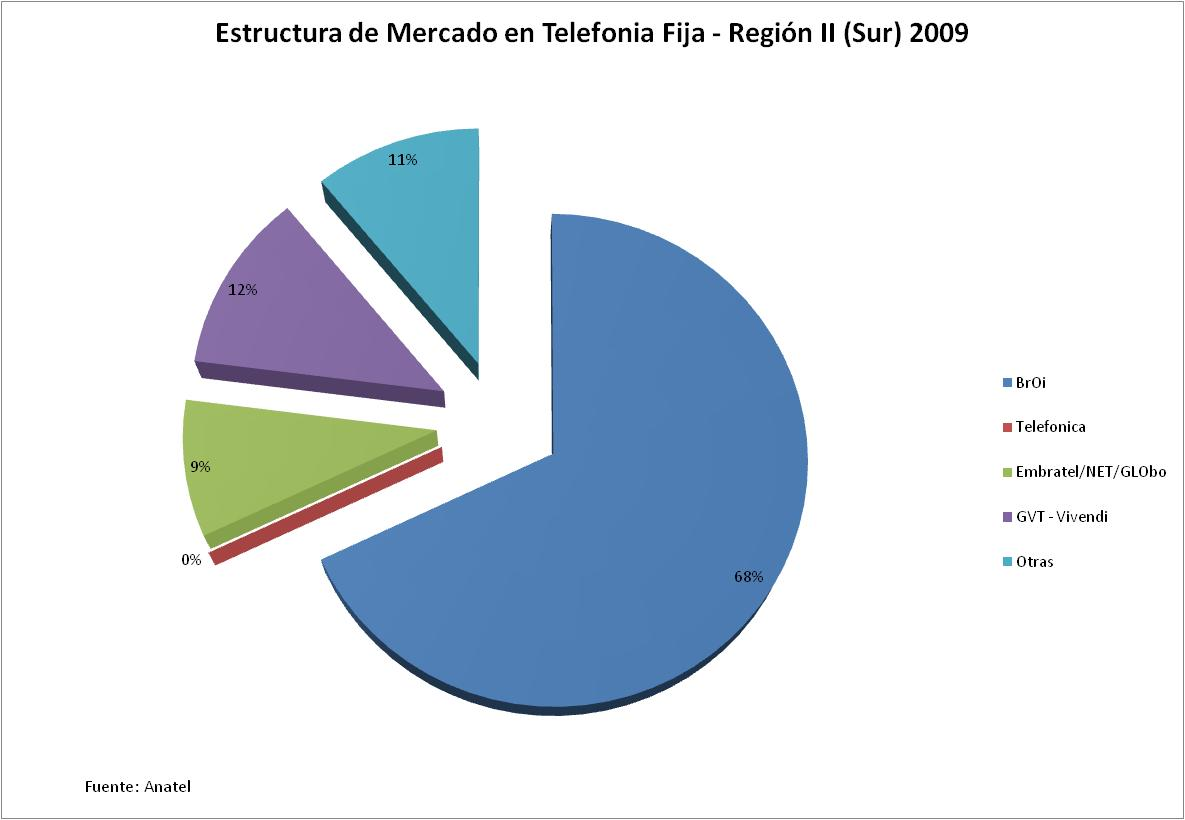 Estructura de Mercado en Telefonia Fija - Región II (Sur) 2009
11%
12%
9%
0%
68%
BrOi
Telefonica
Embratel/NET/GLObo
GVT - Vivendi
Otras
Fuente: Anatel